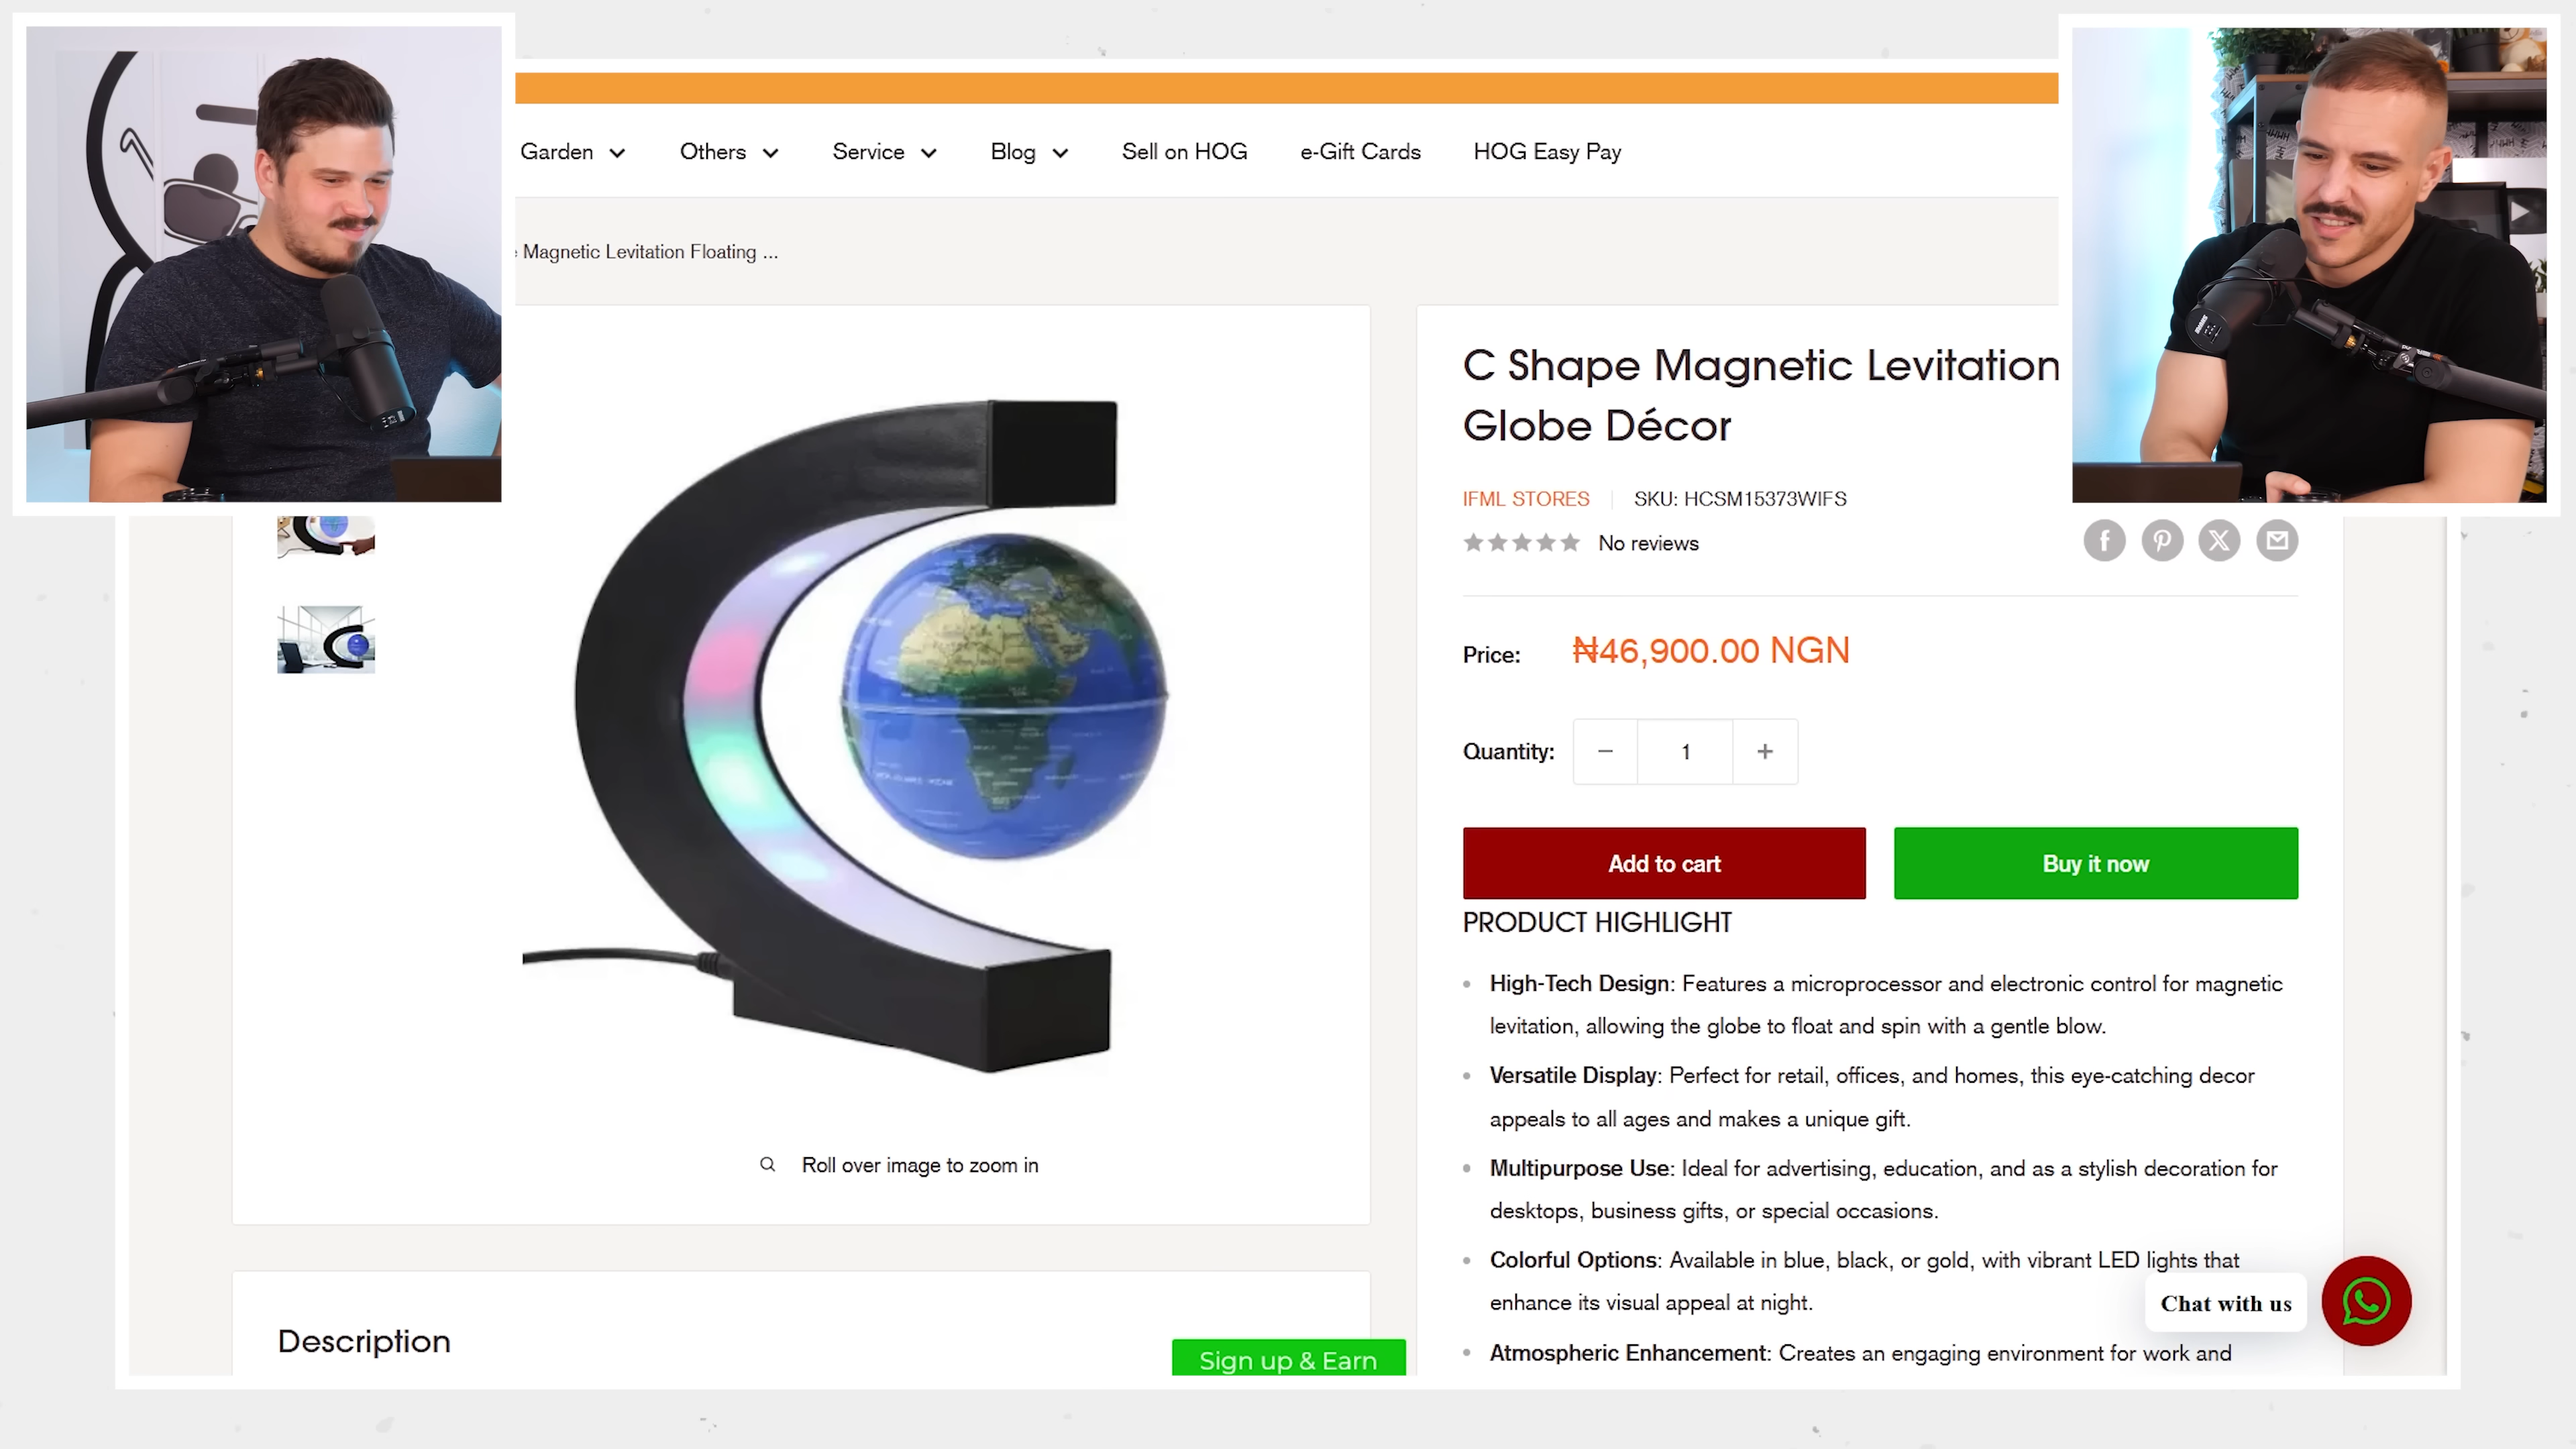 Garden
Others
Service
Blog
Sell on HOG
e-Gift Cards
HOG Easy Pay
Magnetic Levitation Floating ...
C Shape Magnetic Levitation
Globe Décor
IFML STORES
SKU: HCSM15373WIFS
No reviews
Price:
₦46,900.00 NGN
Quantity:
− 1 +
Add to cart
Buy it now
PRODUCT HIGHLIGHT
High-Tech Design: Features a microprocessor and electronic control for magnetic
levitation, allowing the globe to float and spin with a gentle blow.
Versatile Display: Perfect for retail, offices, and homes, this eye-catching decor
appeals to all ages and makes a unique gift.
Multipurpose Use: Ideal for advertising, education, and as a stylish decoration for
desktops, business gifts, or special occasions.
Colorful Options: Available in blue, black, or gold, with vibrant LED lights that
enhance its visual appeal at night.
Atmospheric Enhancement: Creates an engaging environment for work and
Roll over image to zoom in
Description
Sign up & Earn
Chat with us